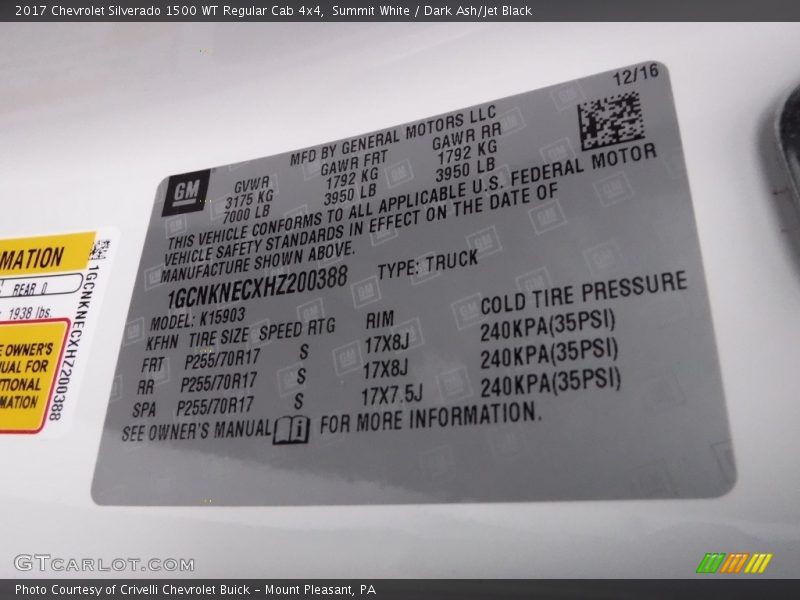 2017 Chevrolet Silverado 1500 WT Regular Cab 4x4,  Summit White / Dark Ash/Jet Black
12/16
MFD BY GENERAL MOTORS LLC
GM
GVWR GAWR FRT GAWR RR
3175 KG 1792 KG 1792 KG
7000 LB 3950 LB 3950 LB
THIS VEHICLE CONFORMS TO ALL APPLICABLE U.S. FEDERAL MOTOR
VEHICLE SAFETY STANDARDS IN EFFECT ON THE DATE OF
MANUFACTURE SHOWN ABOVE.
1GCNKNECXHZ200388 TYPE: TRUCK
MODEL: K15903
KFHN TIRE SIZE SPEED RTG RIM COLD TIRE PRESSURE
FRT P255/70R17 S 17X8J 240KPA(35PSI)
RR P255/70R17 S 17X8J 240KPA(35PSI)
SPA P255/70R17 S 17X7.5J 240KPA(35PSI)
SEE OWNER'S MANUAL FOR MORE INFORMATION.
MATION
REAR 0
1938 lbs.
OWNER'S
UAL FOR
ITIONAL
MATION
1GCNKNECXHZ200388
GTCARLOT.COM
Photo Courtesy of Crivelli Chevrolet Buick – Mount Pleasant, PA